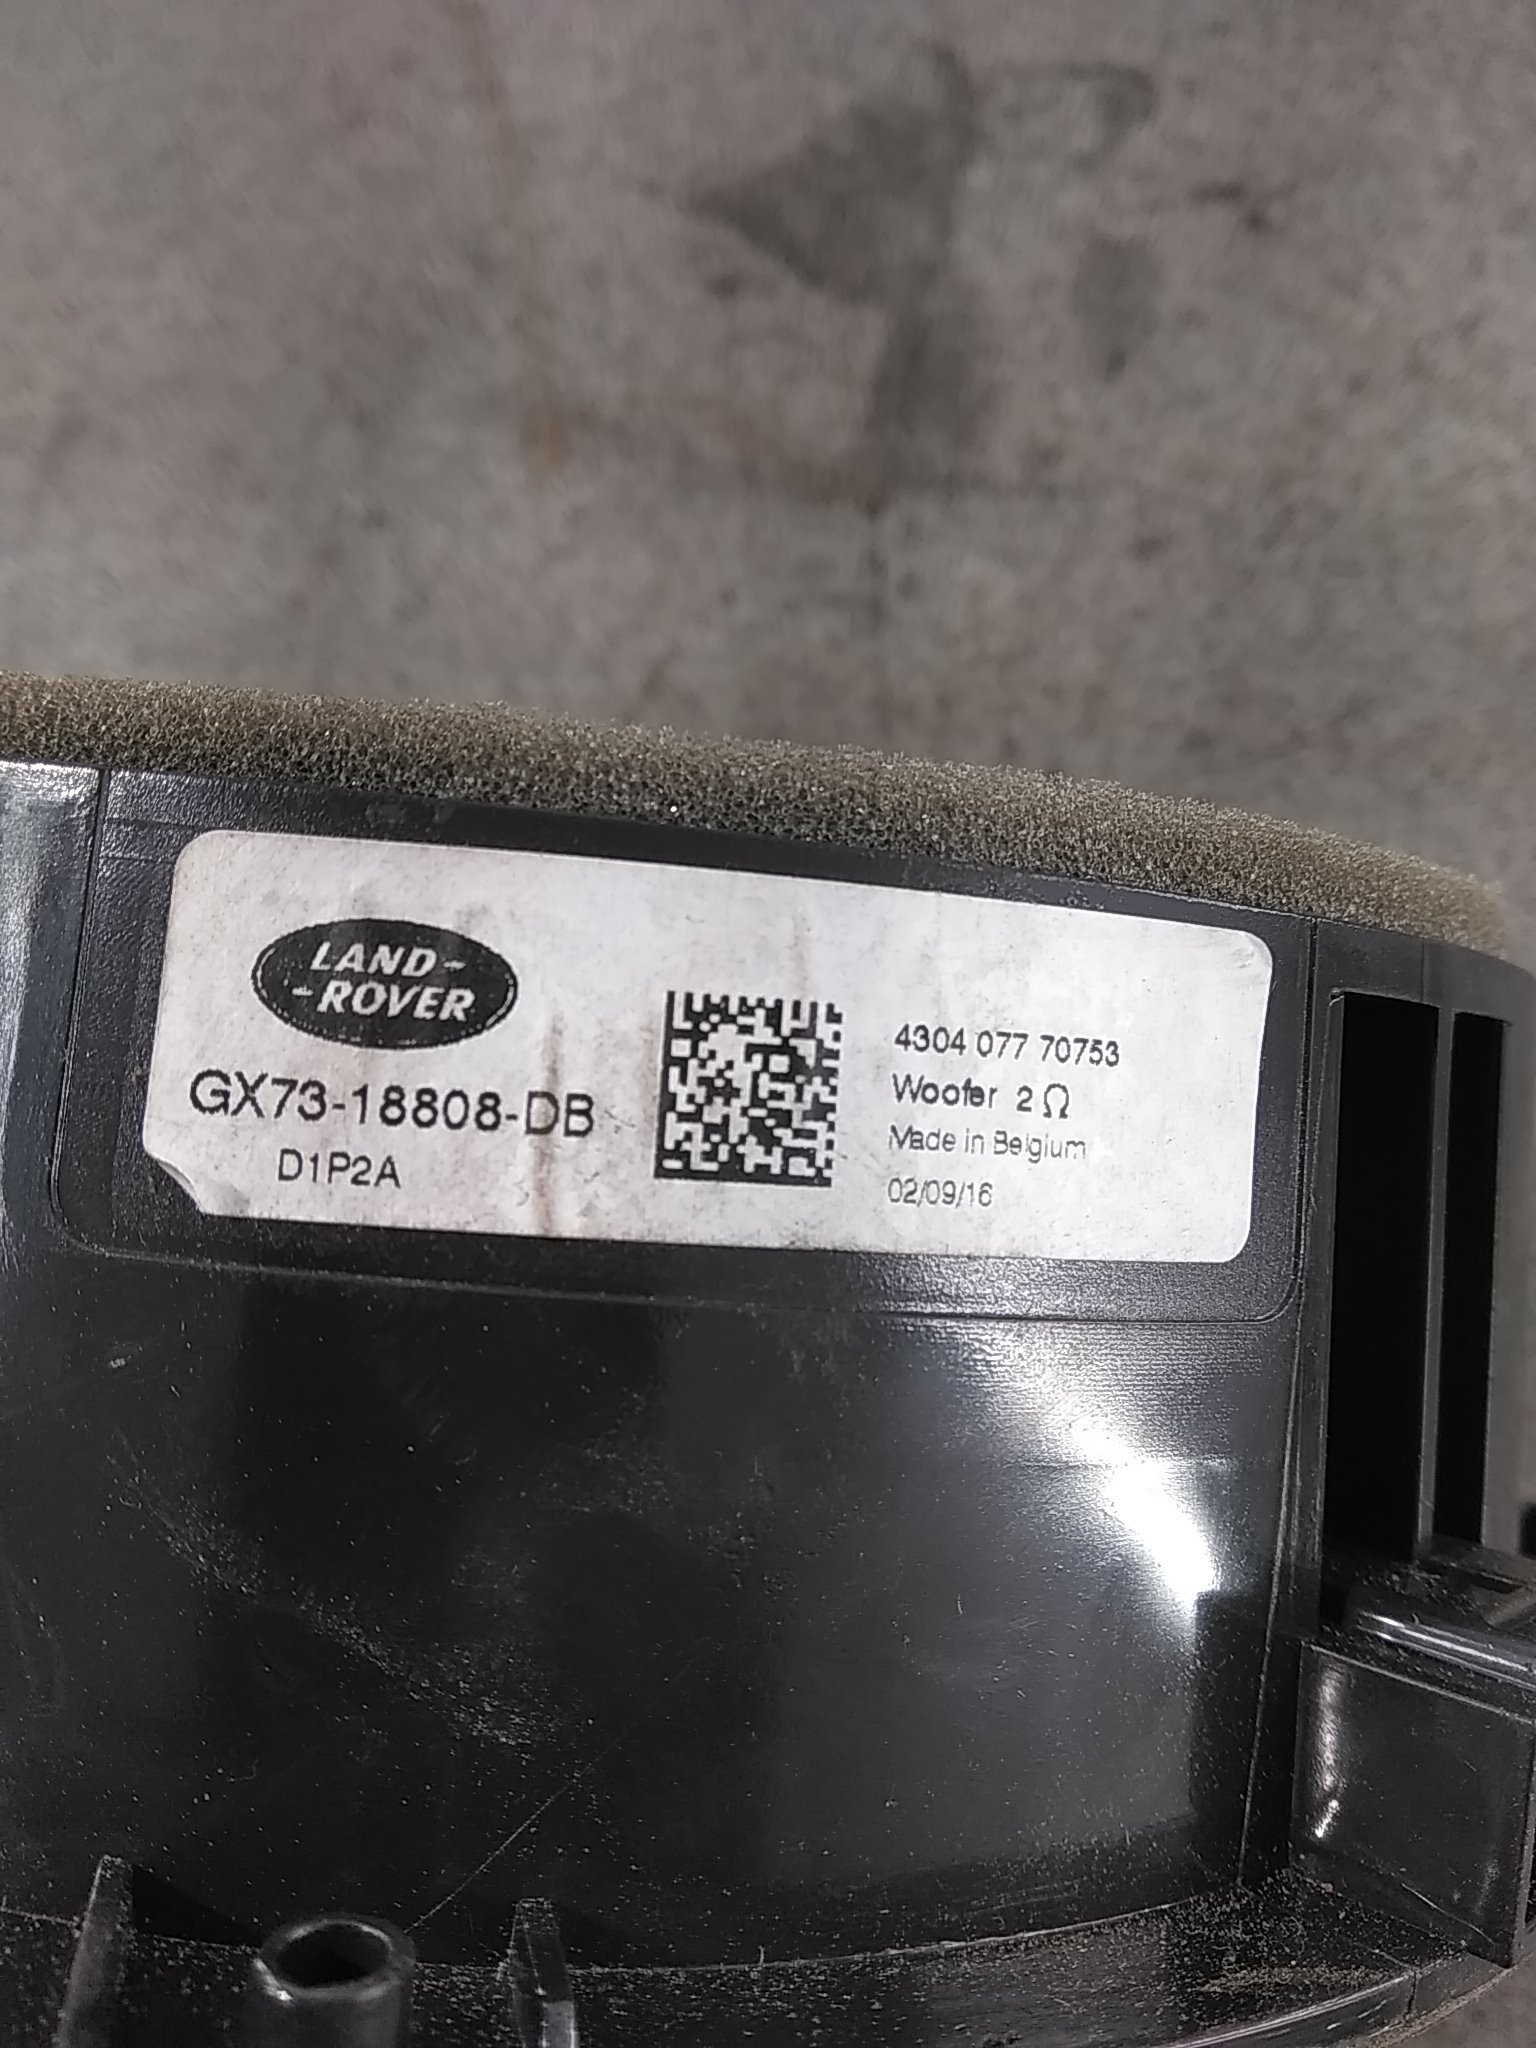 LAND-
-ROVER
GX73-18808-DB
D1P2A
4304 077 70753
Woofer 2 Ω
Made in Belgium
02/09/16